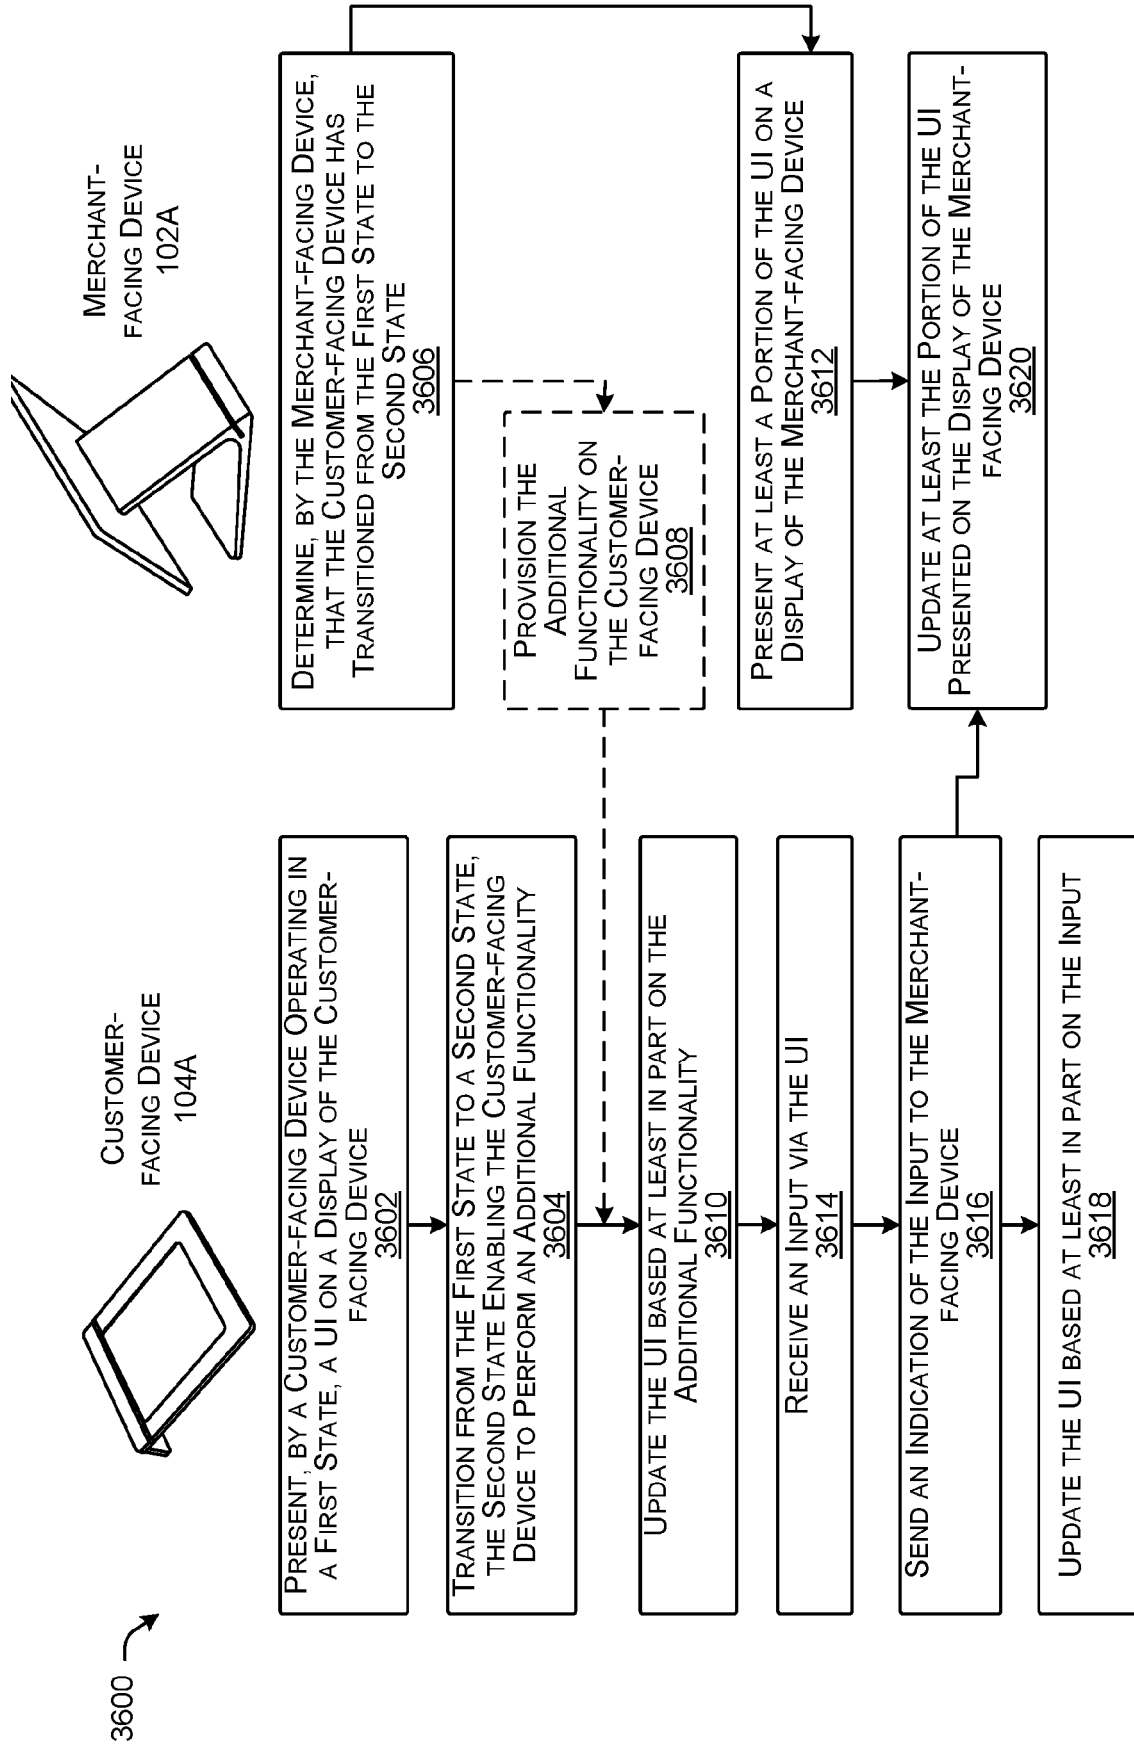 3600
CUSTOMER-
FACING DEVICE
104A
MERCHANT-
FACING DEVICE
102A
PRESENT, BY A CUSTOMER-FACING DEVICE OPERATING IN
A FIRST STATE, A UI ON A DISPLAY OF THE CUSTOMER-
FACING DEVICE
3602
TRANSITION FROM THE FIRST STATE TO A SECOND STATE,
THE SECOND STATE ENABLING THE CUSTOMER-FACING
DEVICE TO PERFORM AN ADDITIONAL FUNCTIONALITY
3604
DETERMINE, BY THE MERCHANT-FACING DEVICE,
THAT THE CUSTOMER-FACING DEVICE HAS
TRANSITIONED FROM THE FIRST STATE TO THE
SECOND STATE
3606
PROVISION THE
ADDITIONAL
FUNCTIONALITY ON
THE CUSTOMER-
FACING DEVICE
3608
UPDATE THE UI BASED AT LEAST IN PART ON THE
ADDITIONAL FUNCTIONALITY
3610
PRESENT AT LEAST A PORTION OF THE UI ON A
DISPLAY OF THE MERCHANT-FACING DEVICE
3612
RECEIVE AN INPUT VIA THE UI
3614
SEND AN INDICATION OF THE INPUT TO THE MERCHANT-
FACING DEVICE
3616
UPDATE THE UI BASED AT LEAST IN PART ON THE INPUT
3618
UPDATE AT LEAST THE PORTION OF THE UI
PRESENTED ON THE DISPLAY OF THE MERCHANT-
FACING DEVICE
3620